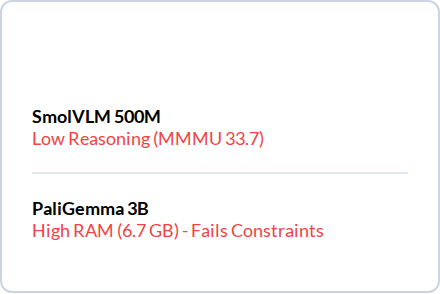 SmolVLM 500M
Low Reasoning (MMMU 33.7)
PaliGemma 3B
High RAM (6.7 GB) - Fails Constraints